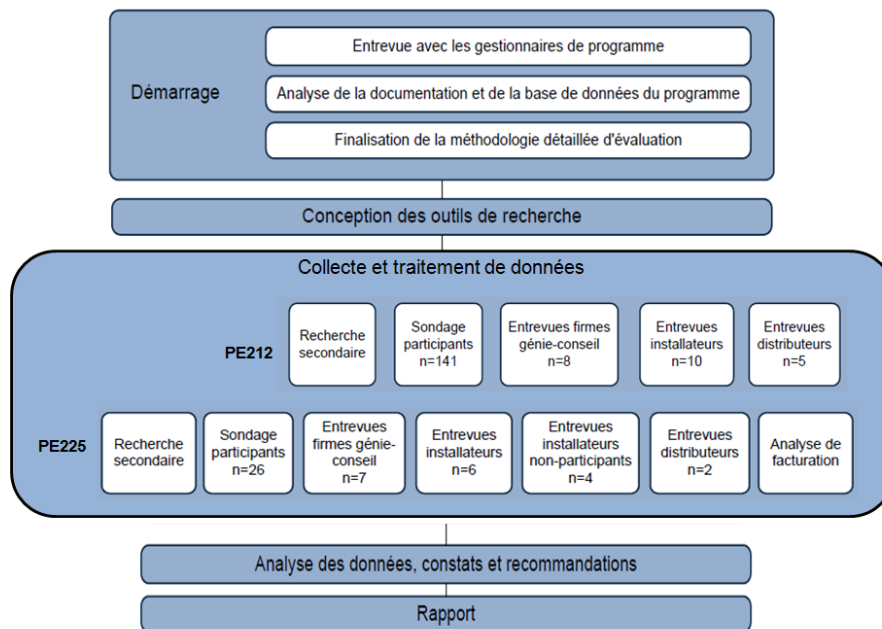 Démarrage
Entrevue avec les gestionnaires de programme
Analyse de la documentation et de la base de données du programme
Finalisation de la méthodologie détaillée d'évaluation
Conception des outils de recherche
Collecte et traitement de données
PE212
Recherche
secondaire
Sondage
participants
n=141
Entrevues firmes
génie-conseil
n=8
Entrevues
installateurs
n=10
Entrevues
distributeurs
n=5
PE225
Recherche
secondaire
Sondage
participants
n=26
Entrevues
firmes génie-
conseil
n=7
Entrevues
installateurs
n=6
Entrevues
installateurs
non-participants
n=4
Entrevues
distributeurs
n=2
Analyse de
facturation
Analyse des données, constats et recommandations
Rapport